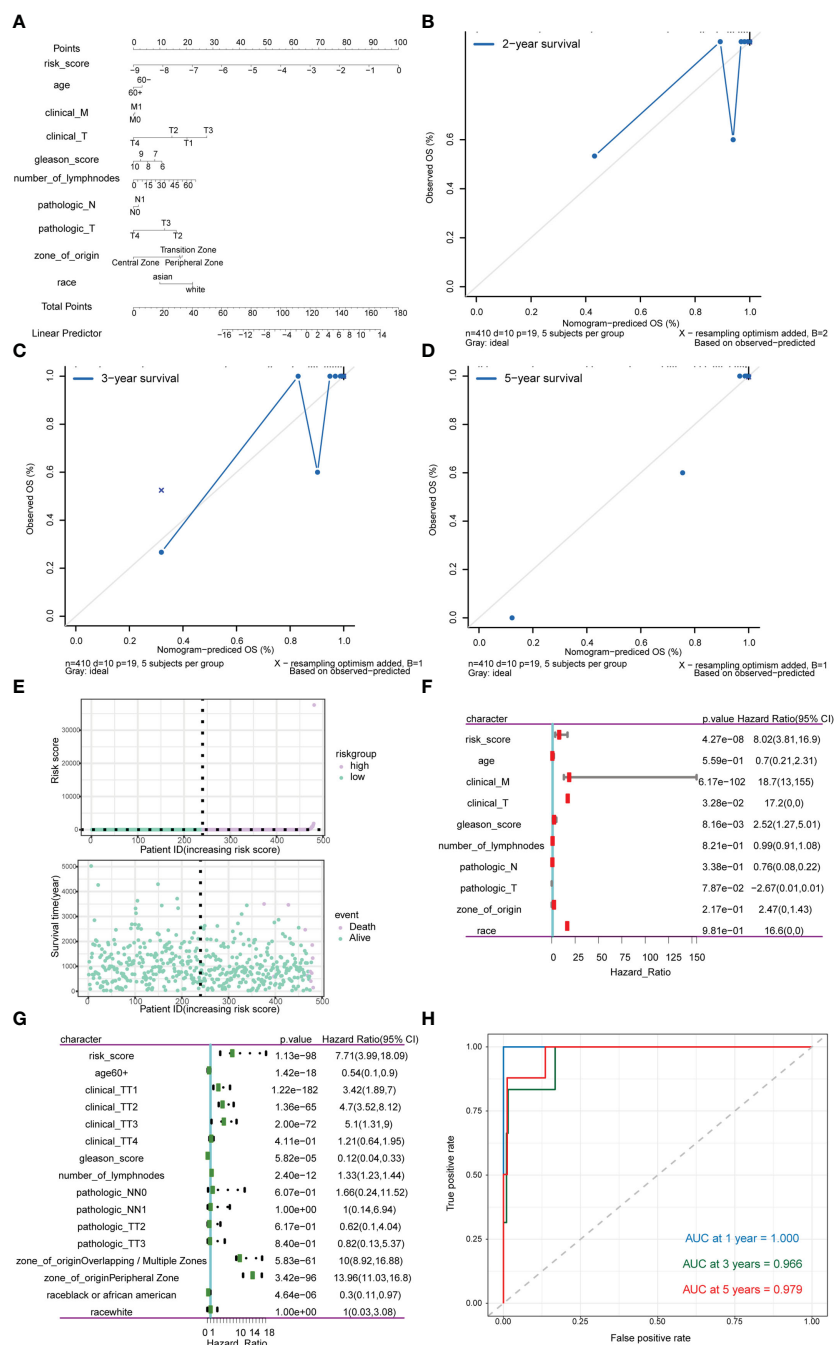 A
Points
0 10 20 30 40 50 60 70 80 90 100
risk_score
−9 −8 −7 −6 −5 −4 −3 −2 −1 0
age
60−
60+
clinical_M
M1
M0
clinical_T
T2 T3
T4 T1
gleason_score
9 7
10 8 6
number_of_lymphnodes
0 15 30 45 60
pathologic_N
N1
N0
pathologic_T
T3
T4 T2
zone_of_origin
Transition Zone
Central Zone Peripheral Zone
race
asian
white
Total Points
0 20 40 60 80 100 120 140 160 180
Linear Predictor
−16 −12 −8 −4 0 2 4 6 8 10 14
B
2−year survival
Observed OS (%)
0.0 0.2 0.4 0.6
0.0 0.2 0.4 0.6 0.8 1.0
Nomogram−prediced OS (%)
n=410 d=10 p=19, 5 subjects per group
Gray: ideal
X − resampling optimism added, B=2
Based on observed−predicted
C
3−year survival
Observed OS (%)
0.0 0.2 0.4 0.6 0.8 1.0
0.0 0.2 0.4 0.6 0.8 1.0
Nomogram−prediced OS (%)
n=410 d=10 p=19, 5 subjects per group
Gray: ideal
X − resampling optimism added, B=1
Based on observed−predicted
D
5−year survival
Observed OS (%)
0.0 0.2 0.4 0.6 0.8 1.0
0.0 0.2 0.4 0.6 0.8 1.0
Nomogram−prediced OS (%)
n=410 d=10 p=19, 5 subjects per group
Gray: ideal
X − resampling optimism added, B=1
Based on observed−predicted
E
Risk score
30000
20000
10000
0
0 100 200 300 400 500
Patient ID(increasing risk score)
riskgroup
high
low
Survival time(year)
5000
4000
3000
2000
1000
0
0 100 200 300 400 500
Patient ID(increasing risk score)
event
Death
Alive
F
character p.value Hazard Ratio(95% CI)
risk_score 4.27e−08 8.02(3.81,16.9)
age 5.59e−01 0.7(0.21,2.31)
clinical_M 6.17e−102 18.7(13,155)
clinical_T 3.28e−02 17.2(0,0)
gleason_score 8.16e−03 2.52(1.27,5.01)
number_of_lymphnodes 8.21e−01 0.99(0.91,1.08)
pathologic_N 3.38e−01 0.76(0.08,0.22)
pathologic_T 7.87e−02 −2.67(0.01,0.01)
zone_of_origin 2.17e−01 2.47(0,1.43)
race 9.81e−01 16.6(0,0)
0 25 50 75 100 125 150
Hazard_Ratio
G
character p.value Hazard Ratio(95% CI)
risk_score 1.13e−98 7.71(3.99,18.09)
age60+ 1.42e−18 0.54(0.1,0.9)
clinical_TT1 1.22e−182 3.42(1.89,7)
clinical_TT2 1.36e−65 4.7(3.52,8.12)
clinical_TT3 2.00e−72 5.1(1.31,9)
clinical_TT4 4.11e−01 1.21(0.64,1.95)
gleason_score 5.82e−05 0.12(0.04,0.33)
number_of_lymphnodes 2.40e−12 1.33(1.23,1.44)
pathologic_NN0 6.07e−01 1.66(0.24,11.52)
pathologic_NN1 1.00e+00 1(0.14,6.94)
pathologic_TT2 6.17e−01 0.62(0.1,4.04)
pathologic_TT3 8.40e−01 0.82(0.13,5.37)
zone_of_originOverlapping / Multiple Zones 5.83e−61 10(8.92,16.88)
zone_of_originPeripheral Zone 3.42e−96 13.96(11.03,16.8)
raceblack or african american 4.64e−06 0.3(0.11,0.97)
racewhite 1.00e+00 1(0.03,3.08)
0 1 10 14 18
Hazard_Ratio
H
True positive rate
1.00
0.75
0.50
0.25
0.00
AUC at 1 year = 1.000
AUC at 3 years = 0.966
AUC at 5 years = 0.979
0.00 0.25 0.50 0.75 1.00
False positive rate